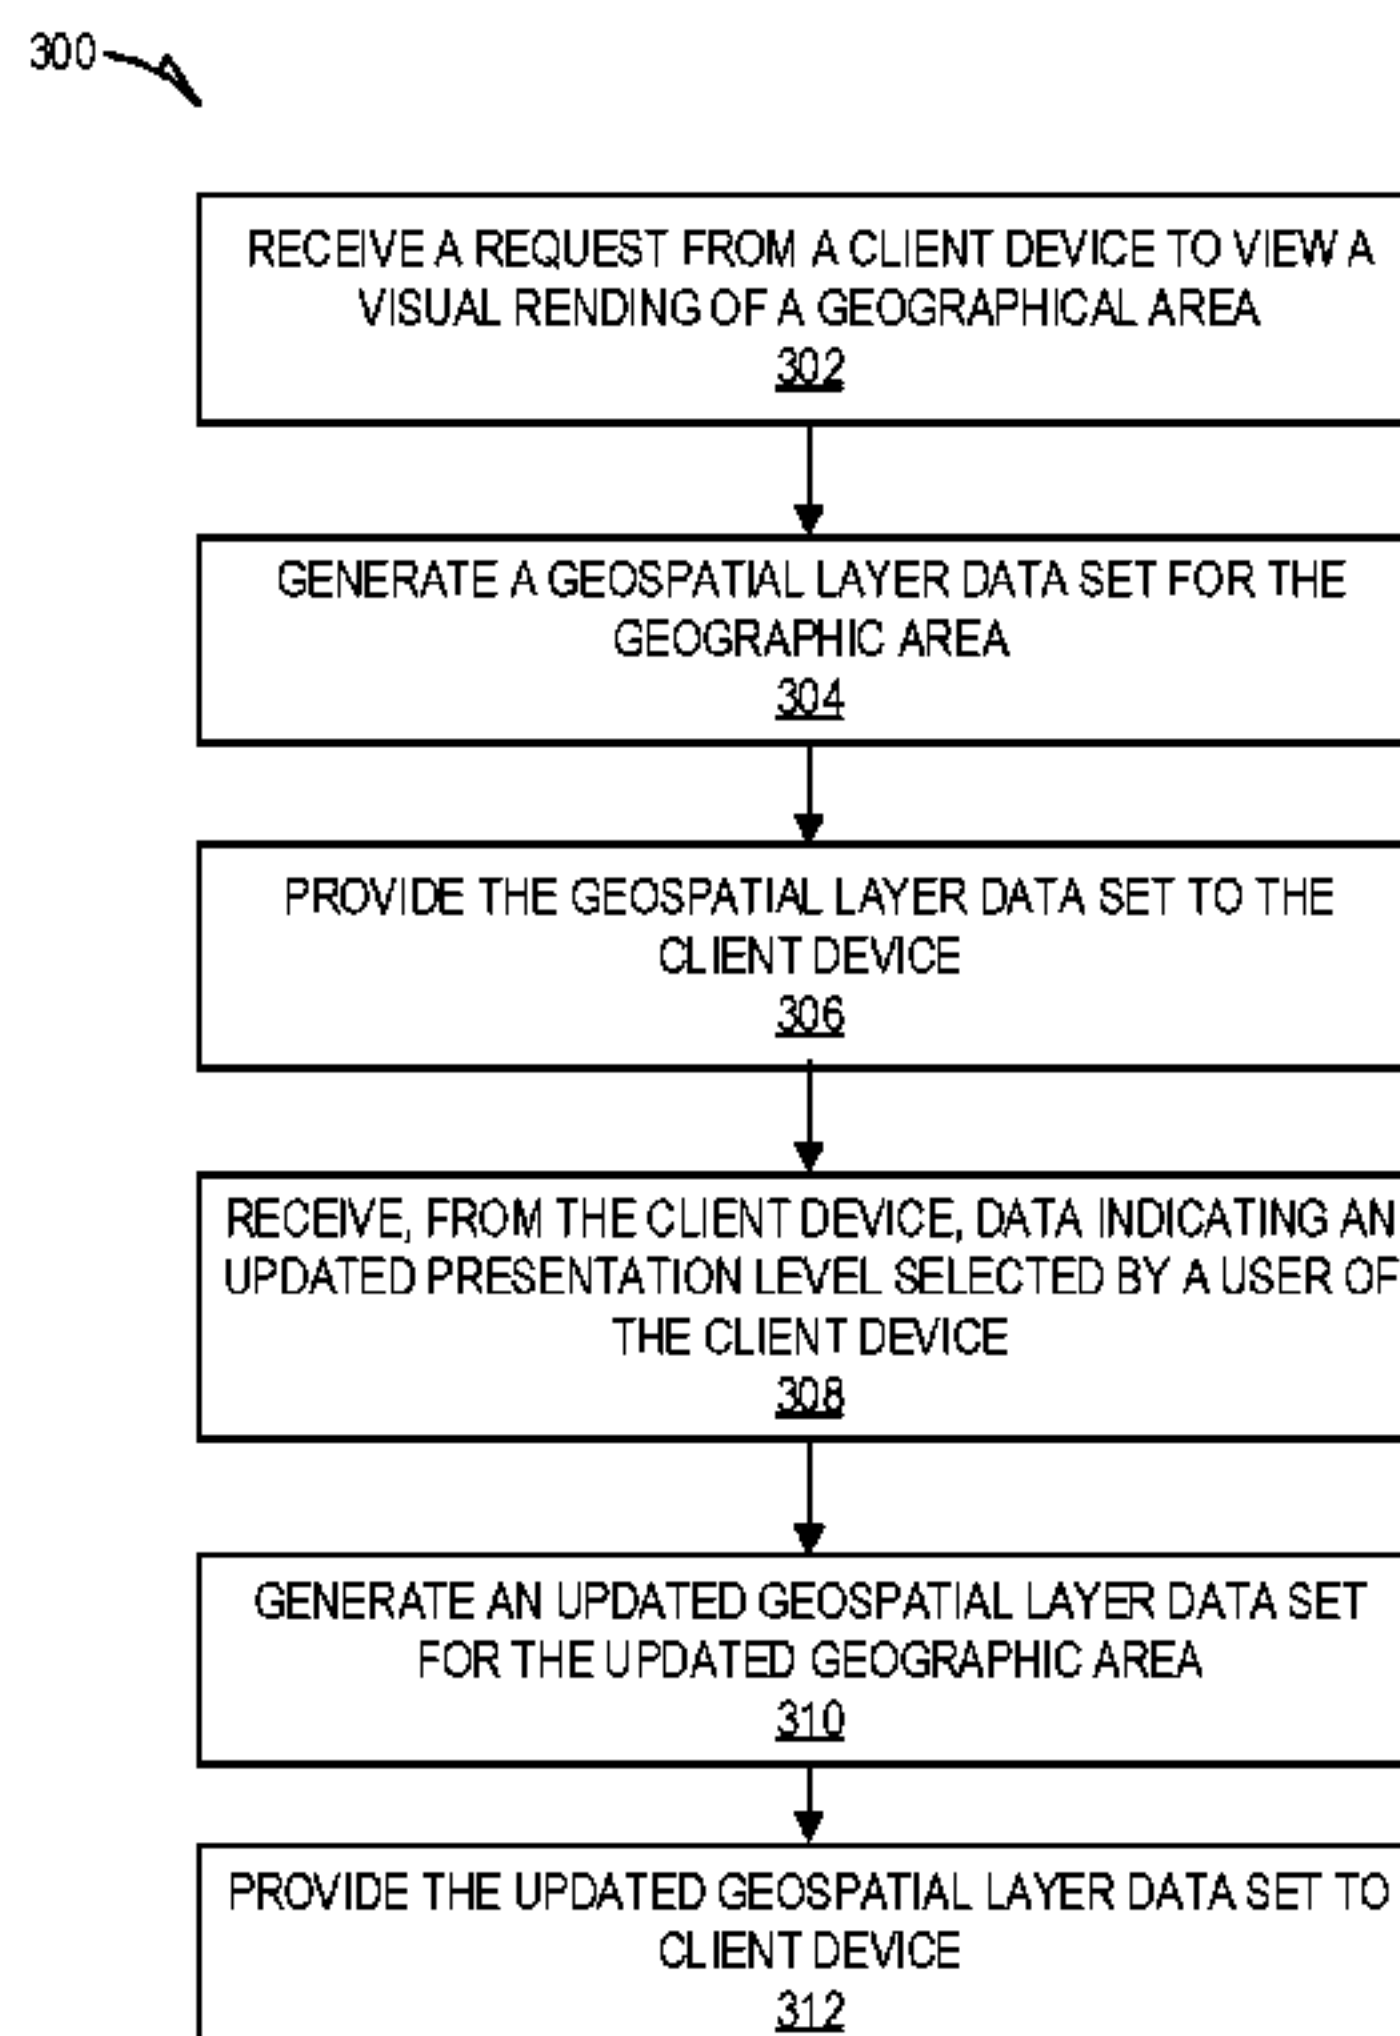 300
RECEIVE A REQUEST FROM A CLIENT DEVICE TO VIEW A
VISUAL RENDING OF A GEOGRAPHICAL AREA
302
GENERATE A GEOSPATIAL LAYER DATA SET FOR THE
GEOGRAPHIC AREA
304
PROVIDE THE GEOSPATIAL LAYER DATA SET TO THE
CLIENT DEVICE
306
RECEIVE, FROM THE CLIENT DEVICE, DATA INDICATING AN
UPDATED PRESENTATION LEVEL SELECTED BY A USER OF
THE CLIENT DEVICE
308
GENERATE AN UPDATED GEOSPATIAL LAYER DATA SET
FOR THE UPDATED GEOGRAPHIC AREA
310
PROVIDE THE UPDATED GEOSPATIAL LAYER DATA SET TO
CLIENT DEVICE
312